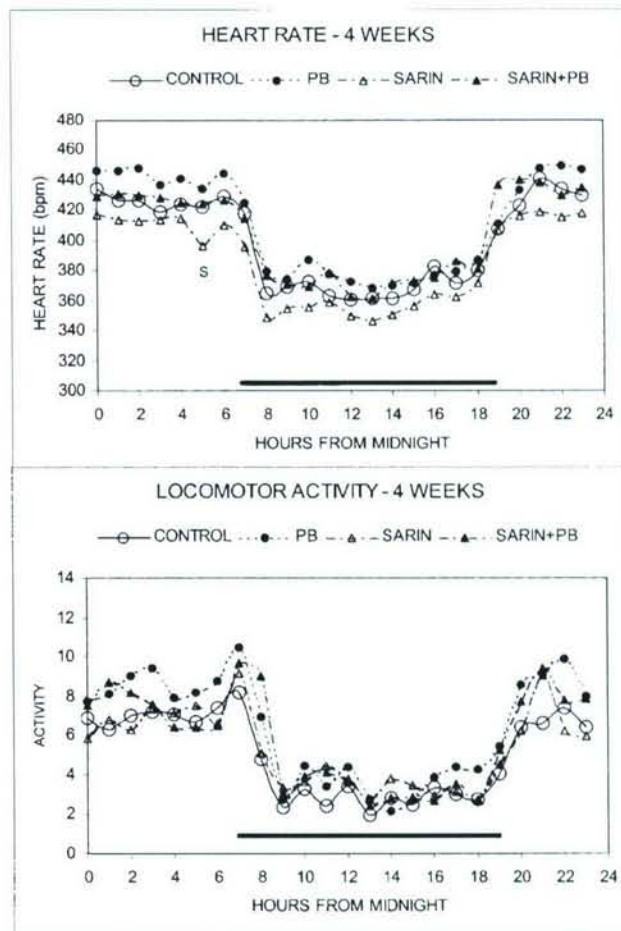 HEART RATE - 4 WEEKS
CONTROL PB SARIN SARIN+PB
480
460
440
420
400
380
360
340
320
300
HEART RATE (bpm)
S
0 2 4 6 8 10 12 14 16 18 20 22 24
HOURS FROM MIDNIGHT
LOCOMOTOR ACTIVITY - 4 WEEKS
CONTROL PB SARIN SARIN+PB
14
12
10
8
6
4
2
0
ACTIVITY
0 2 4 6 8 10 12 14 16 18 20 22 24
HOURS FROM MIDNIGHT